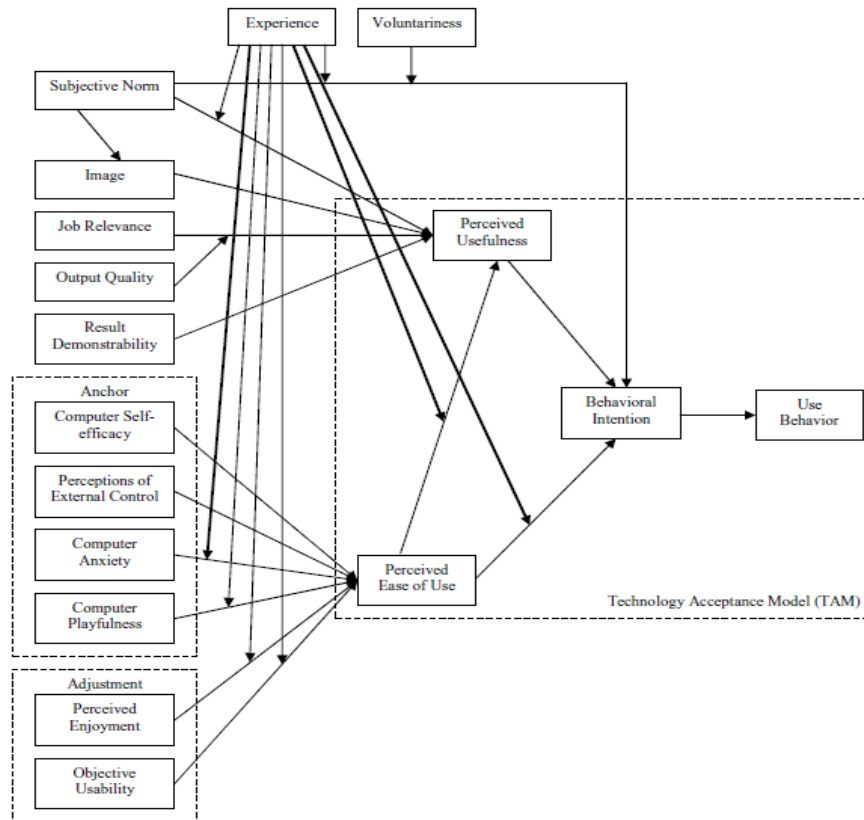 Experience
Voluntariness
Subjective Norm
Image
Job Relevance
Output Quality
Result
Demonstrability
Perceived
Usefulness
Anchor
Computer Self-
efficacy
Perceptions of
External Control
Computer
Anxiety
Computer
Playfulness
Behavioral
Intention
Use
Behavior
Perceived
Ease of Use
Technology Acceptance Model (TAM)
Adjustment
Perceived
Enjoyment
Objective
Usability